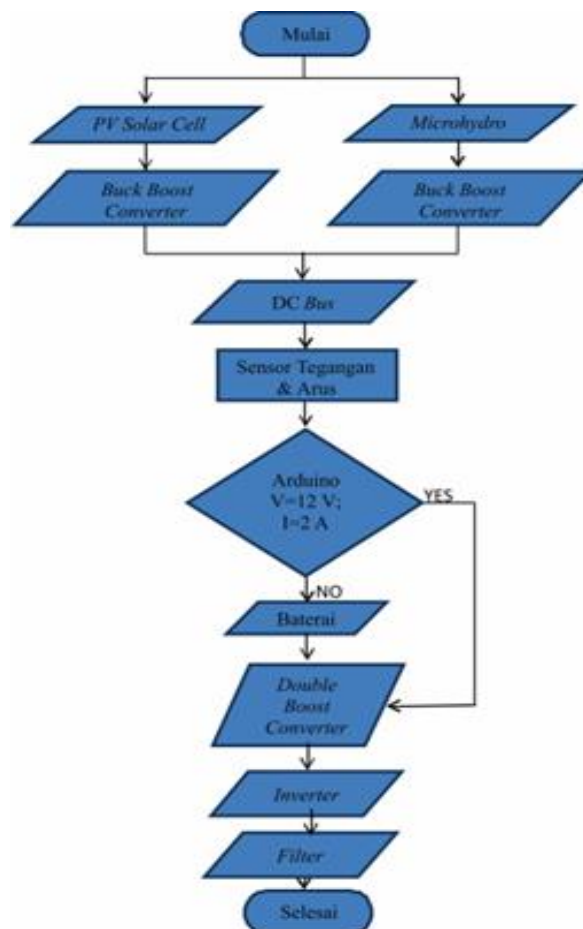 Mulai
PV Solar Cell
Microhydro
Buck Boost
Converter
Buck Boost
Converter
DC Bus
Sensor Tegangan
& Arus
Arduino
V=12 V;
I=2 A
YES
NO
Baterai
Double
Boost
Converter
Inverter
Filter
Selesai